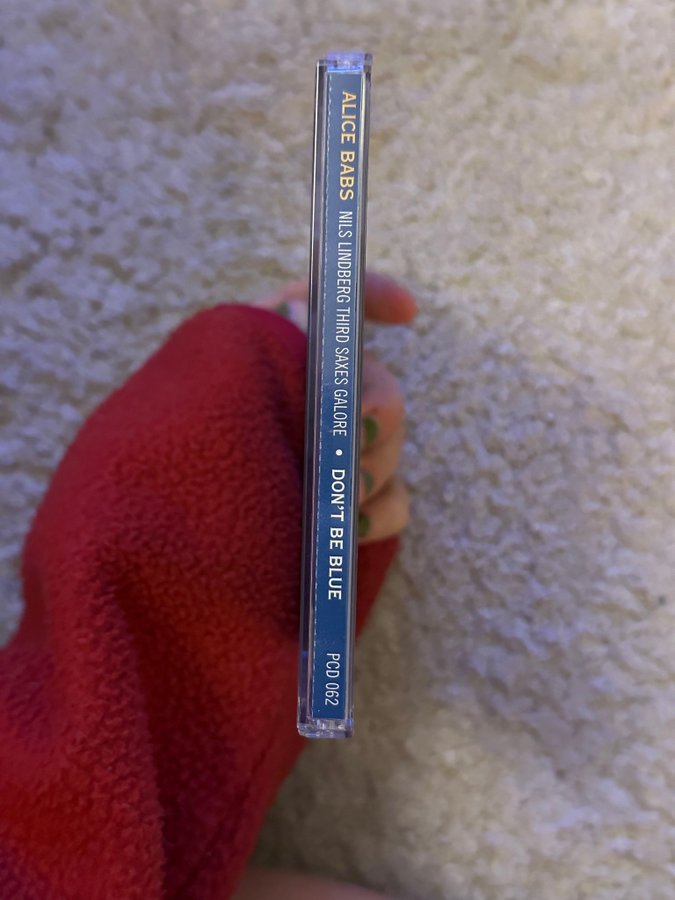 ALICE BABS NILS LINDBERG THIRD SAXES GALORE • DON'T BE BLUE PCD 062